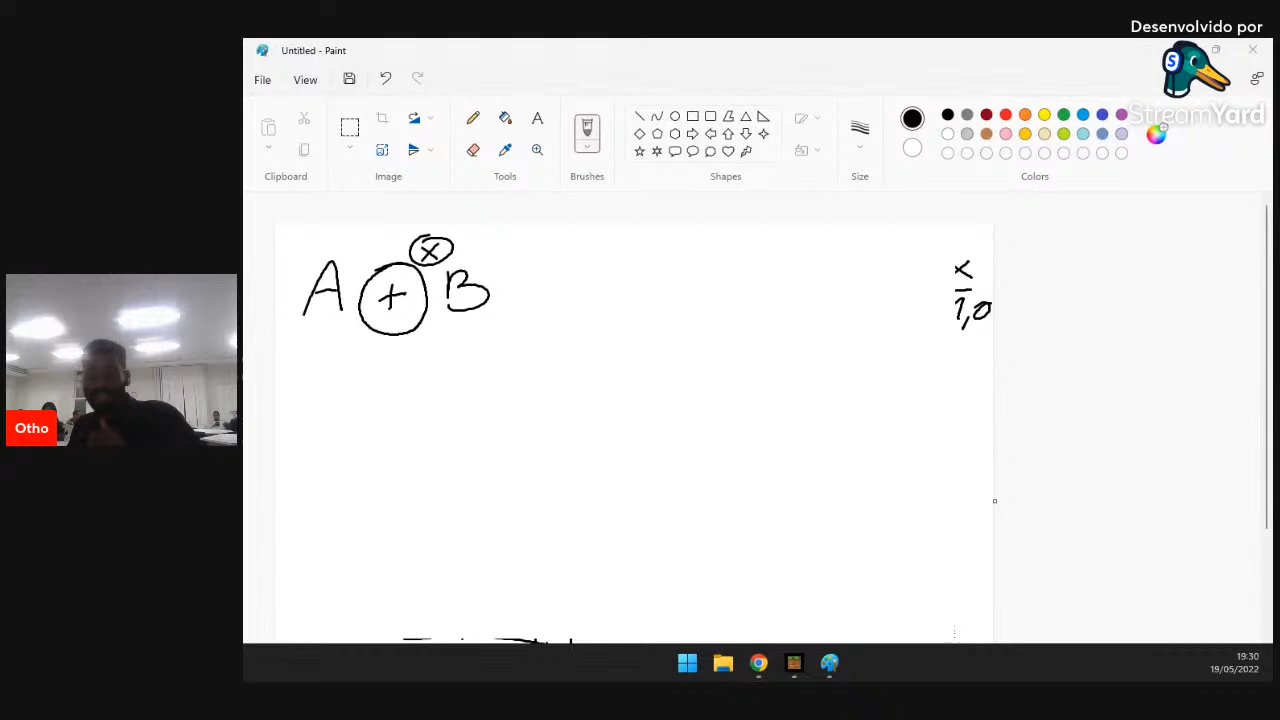 Desenvolvido por
StreamYard
S
Untitled - Paint
File View
A
Clipboard Image Tools Brushes Shapes Size Colors
x
A + B
x
1,0
Otho
19:30
19/05/2022